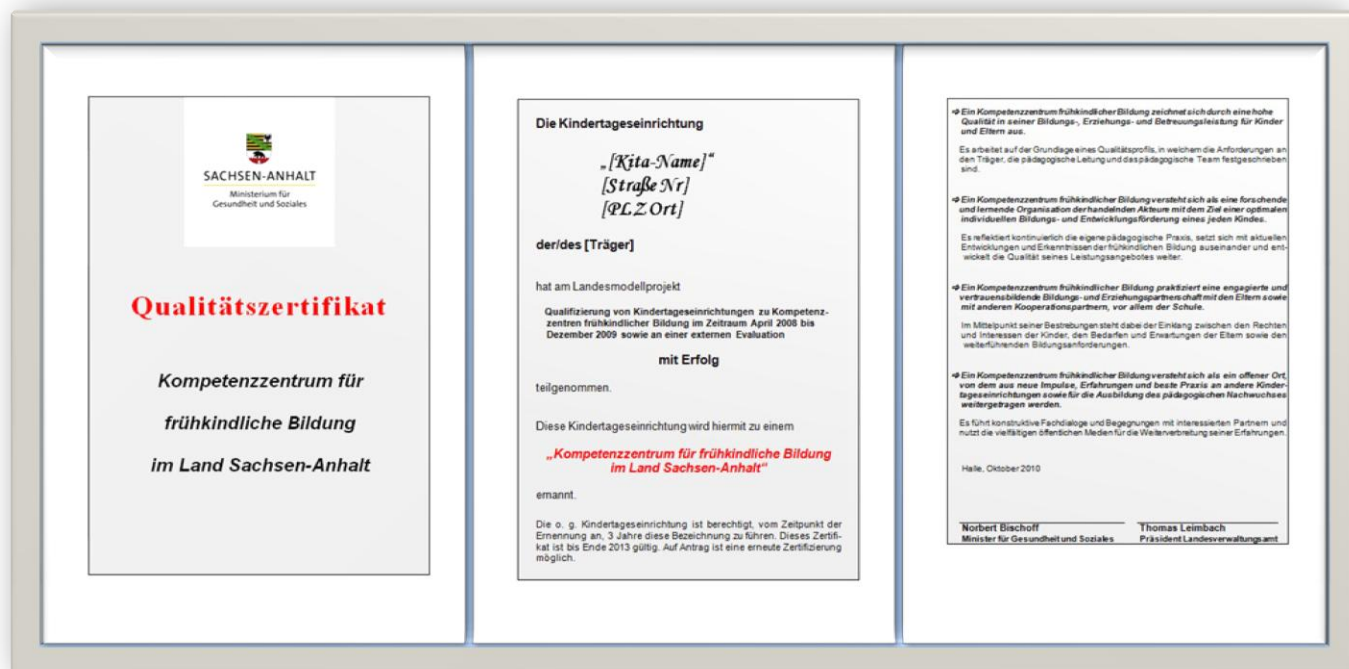 SACHSEN-ANHALT
Ministerium für
Gesundheit und Soziales
Qualitätszertifikat
Kompetenzzentrum für
frühkindliche Bildung
im Land Sachsen-Anhalt
Die Kindertageseinrichtung
„[Kita-Name]“
[Straße Nr]
[PLZ Ort]
der/des [Träger]
hat am Landesmodellprojekt
Qualifizierung von Kindertageseinrichtungen zu Kompetenz-
zentren frühkindlicher Bildung im Zeitraum April 2008 bis
Dezember 2009 sowie an einer externen Evaluation
mit Erfolg
teilgenommen.
Diese Kindertageseinrichtung wird hiermit zu einem
„Kompetenzzentrum für frühkindliche Bildung
im Land Sachsen-Anhalt“
ernannt.
Die o. g. Kindertageseinrichtung ist berechtigt, vom Zeitpunkt der
Ernennung an, 3 Jahre diese Bezeichnung zu führen. Dieses Zertifi-
kat ist bis Ende 2013 gültig. Auf Antrag ist eine erneute Zertifizierung
möglich.
➩ Ein Kompetenzzentrum frühkindlicher Bildung zeichnet sich durch eine hohe
Qualität in seiner Bildungs-, Erziehungs- und Betreuungsleistung für Kinder
und Eltern aus.
Es arbeitet auf der Grundlage eines Qualitätsprofils, in welchem die Anforderungen an
den Träger, die pädagogische Leitung und das pädagogische Team festgeschrieben
sind.
➩ Ein Kompetenzzentrum frühkindlicher Bildung versteht sich als eine forschende
und lernende Organisation der handelnden Akteure mit dem Ziel einer optimalen
individuellen Bildungs- und Entwicklungsförderung eines jeden Kindes.
Es reflektiert kontinuierlich die eigene pädagogische Praxis, setzt sich mit aktuellen
Entwicklungen und Erkenntnissen der frühkindlichen Bildung auseinander und ent-
wickelt die Qualität seines Leistungsangebotes weiter.
➩ Ein Kompetenzzentrum frühkindlicher Bildung praktiziert eine engagierte und
vertrauensbildende Bildungs- und Erziehungspartnerschaft mit den Eltern sowie
mit anderen Kooperationspartnern, vor allem der Schule.
Im Mittelpunkt seiner Bestrebungen steht dabei der Einklang zwischen den Rechten
und Interessen der Kinder, den Bedarfen und Erwartungen der Eltern sowie den
weiterführenden Bildungsanforderungen.
➩ Ein Kompetenzzentrum frühkindlicher Bildung versteht sich als ein offener Ort,
von dem aus neue Impulse, Erfahrungen und beste Praxis an andere Kinder-
tageseinrichtungen sowie für die Ausbildung des pädagogischen Nachwuchses
weitergetragen werden.
Es führt konstruktive Fachdialoge und Begegnungen mit interessierten Partnern und
nutzt die vielfältigen öffentlichen Medien für die Weiterverbreitung seiner Erfahrungen.
Halle, Oktober 2010
Norbert Bischoff Thomas Leimbach
Minister für Gesundheit und Soziales Präsident Landesverwaltungsamt